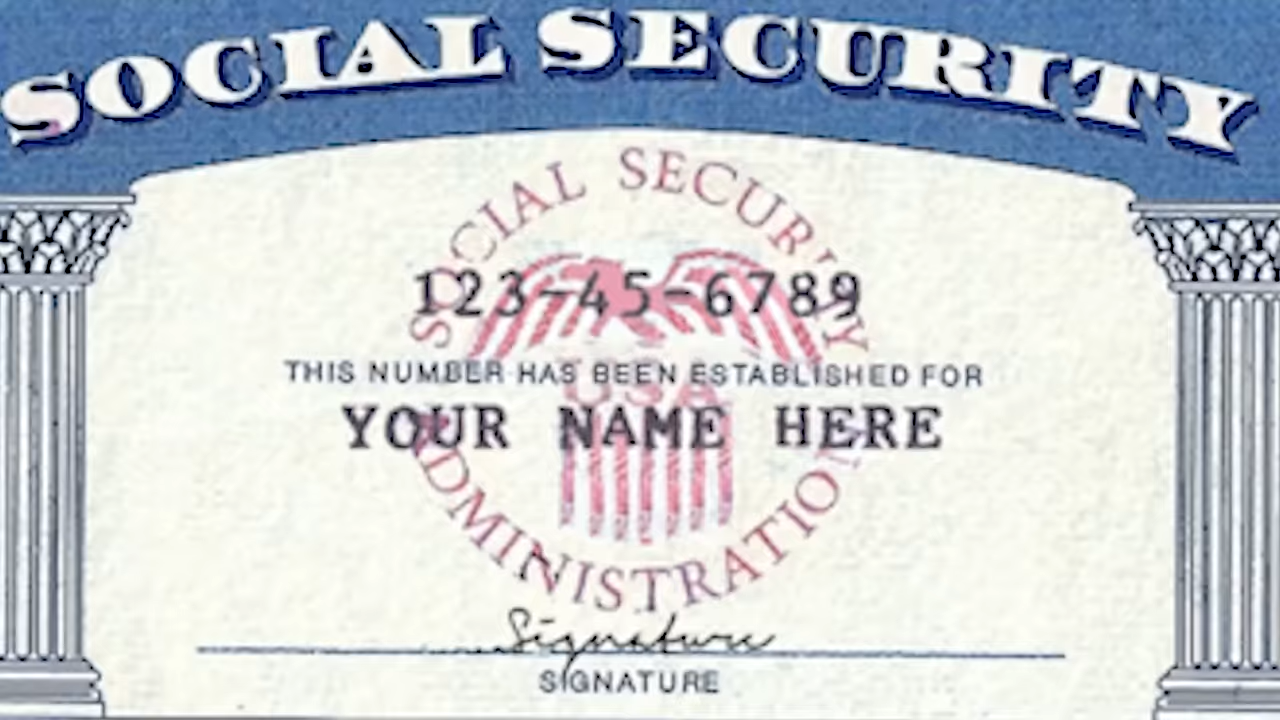 SOCIAL SECURITY
SOCIAL SECURITY
123-45-6789
THIS NUMBER HAS BEEN ESTABLISHED FOR
USA
YOUR NAME HERE
ADMINISTRATION
Signature
SIGNATURE